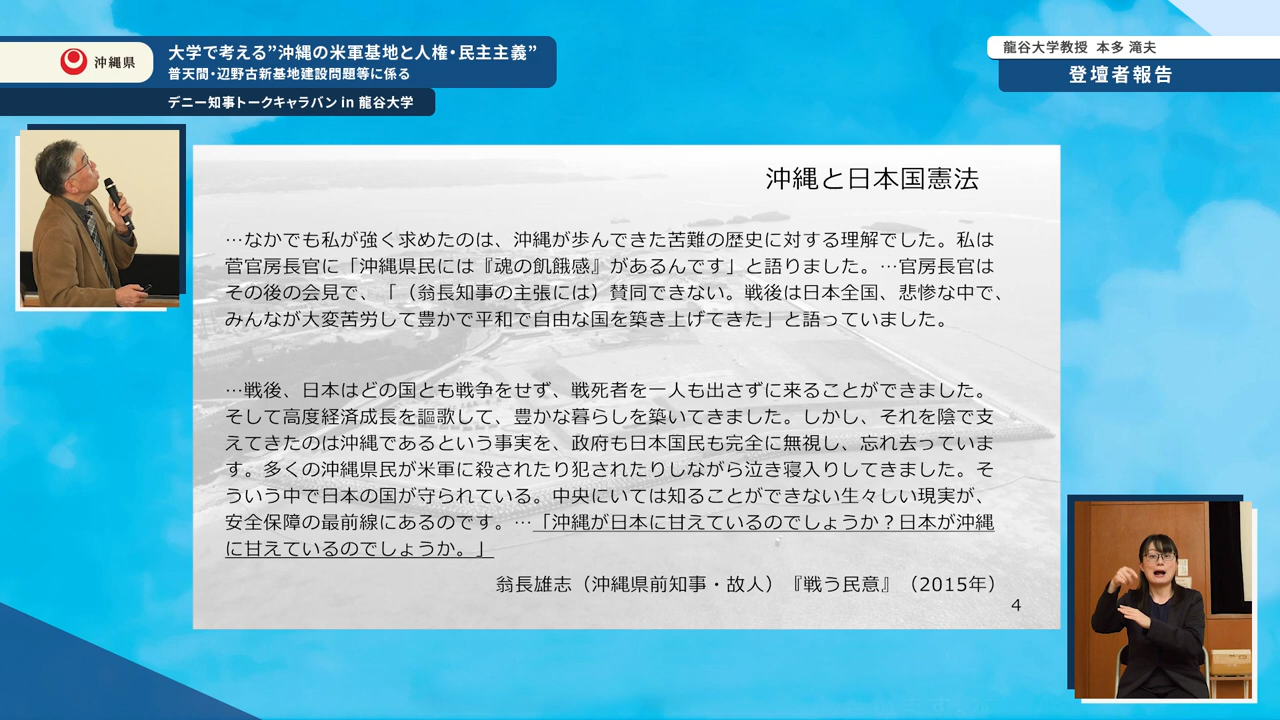 沖縄県
大学で考える”沖縄の米軍基地と人権・民主主義”
普天間・辺野古新基地建設問題等に係る
デニー知事トークキャラバン in 龍谷大学
龍谷大学教授 本多 滝夫
登壇者報告
沖縄と日本国憲法
…なかでも私が強く求めたのは、沖縄が歩んできた苦難の歴史に対する理解でした。私は
菅官房長官に「沖縄県民には『魂の飢餓感』があるんです」と語りました。…官房長官は
その後の会見で、「（翁長知事の主張には）賛同できない。戦後は日本全国、悲惨な中で、
みんなが大変苦労して豊かで平和で自由な国を築き上げてきた」と語っていました。
…戦後、日本はどの国とも戦争をせず、戦死者を一人も出さずに来ることができました。
そして高度経済成長を謳歌して、豊かな暮らしを築いてきました。しかし、それを陰で支
えてきたのは沖縄であるという事実を、政府も日本国民も完全に無視し、忘れ去っていま
す。多くの沖縄県民が米軍に殺されたり犯されたりしながら泣き寝入りしてきました。そ
ういう中で日本の国が守られている。中央にいては知ることができない生々しい現実が、
安全保障の最前線にあるのです。…「沖縄が日本に甘えているのでしょうか？日本が沖縄
に甘えているのでしょうか。」
翁長雄志（沖縄県前知事・故人）『戦う民意』（2015年）
4